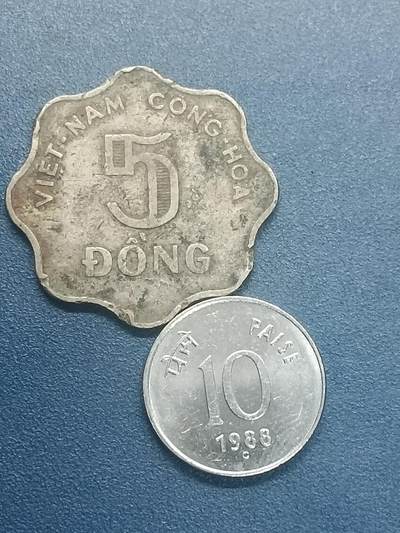 VIỆT-NAM CỘNG-HÒA
5
ĐỒNG
पैसे PAISE
10
1988
C